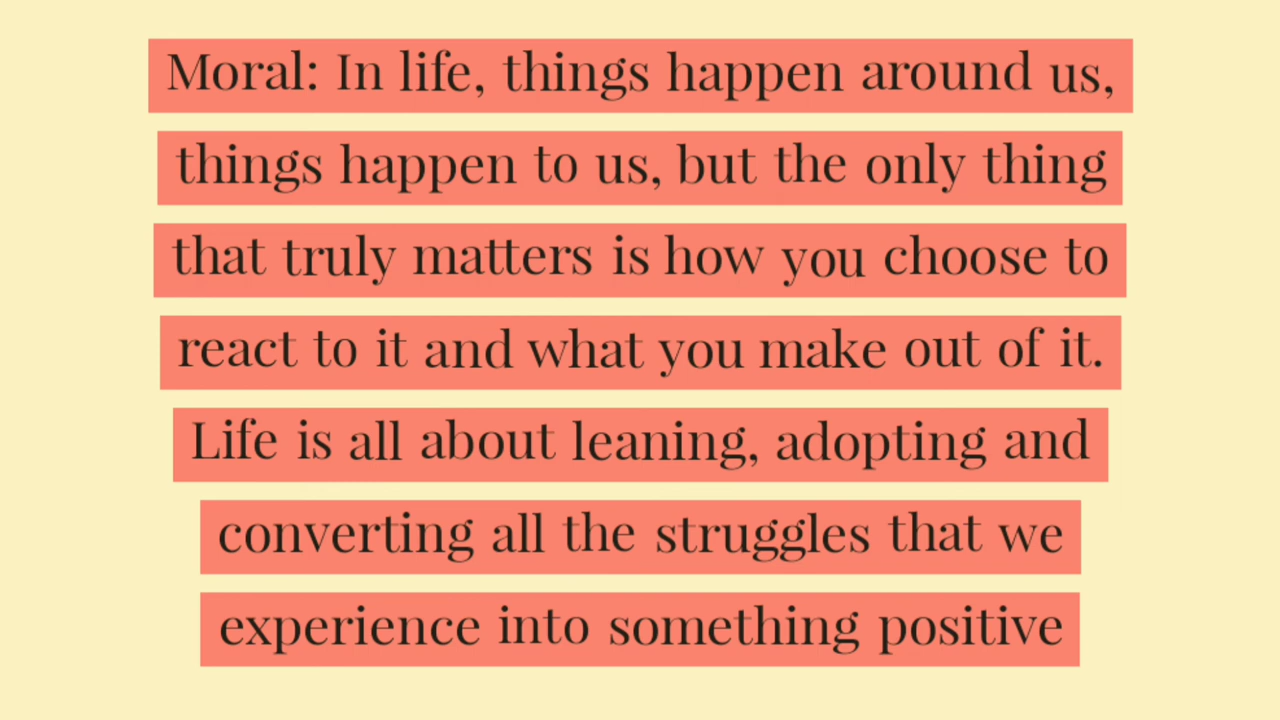 Moral: In life, things happen around us,
things happen to us, but the only thing
that truly matters is how you choose to
react to it and what you make out of it.
Life is all about leaning, adopting and
converting all the struggles that we
experience into something positive